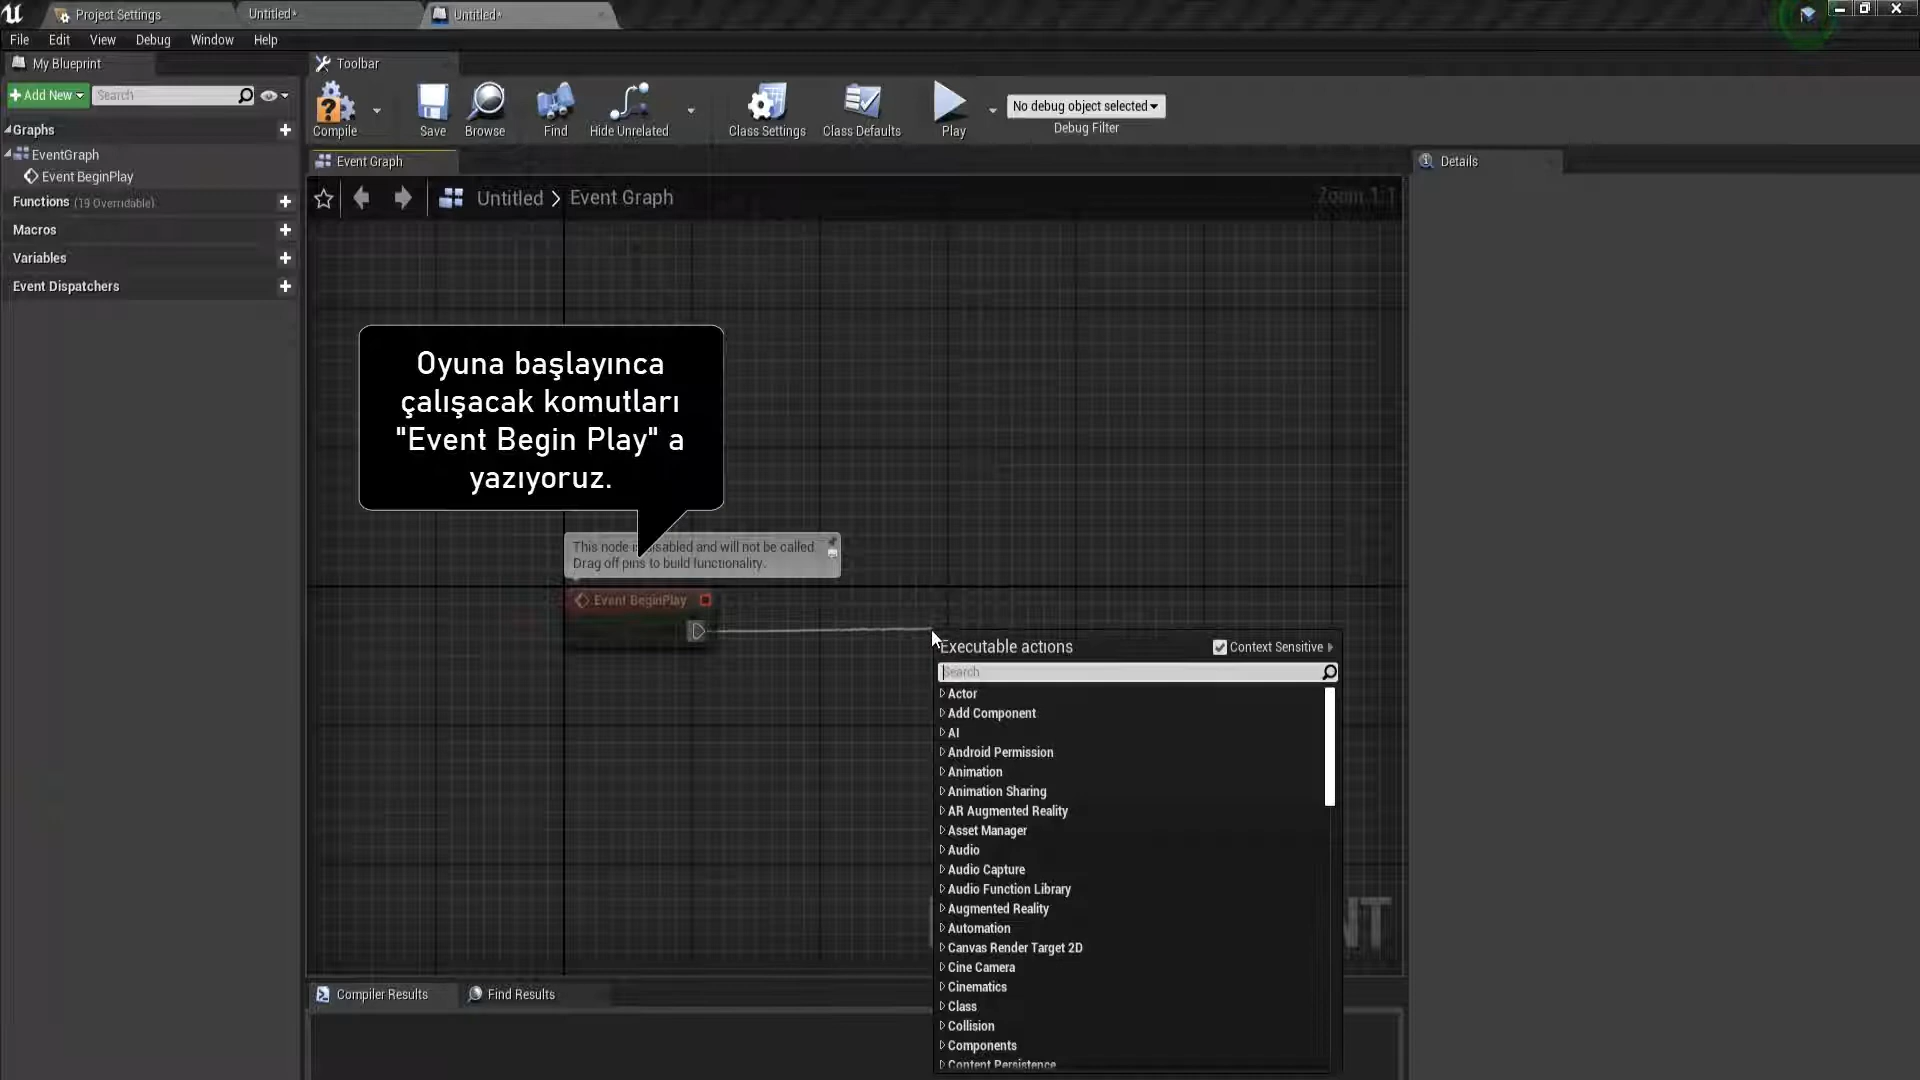 Project Settings
Untitled*
Untitled*
File Edit View Debug Window Help
My Blueprint
Toolbar
Add New
Search
Compile
Save
Browse
Find
Hide Unrelated
Class Settings
Class Defaults
Play
No debug object selected
Debug Filter
Graphs
EventGraph
Event BeginPlay
Functions (19 Overridable)
Macros
Variables
Event Dispatchers
Event Graph
Details
Untitled > Event Graph
Zoom 1:1
Oyuna başlayınca
çalışacak komutları
"Event Begin Play" a
yazıyoruz.
This node is disabled and will not be called.
Drag off pins to build functionality.
Event BeginPlay
Executable actions
Context Sensitive
Search
Actor
Add Component
AI
Android Permission
Animation
Animation Sharing
AR Augmented Reality
Asset Manager
Audio
Audio Capture
Audio Function Library
Augmented Reality
Automation
Canvas Render Target 2D
Cine Camera
Cinematics
Class
Collision
Components
Content Persistence
Compiler Results
Find Results